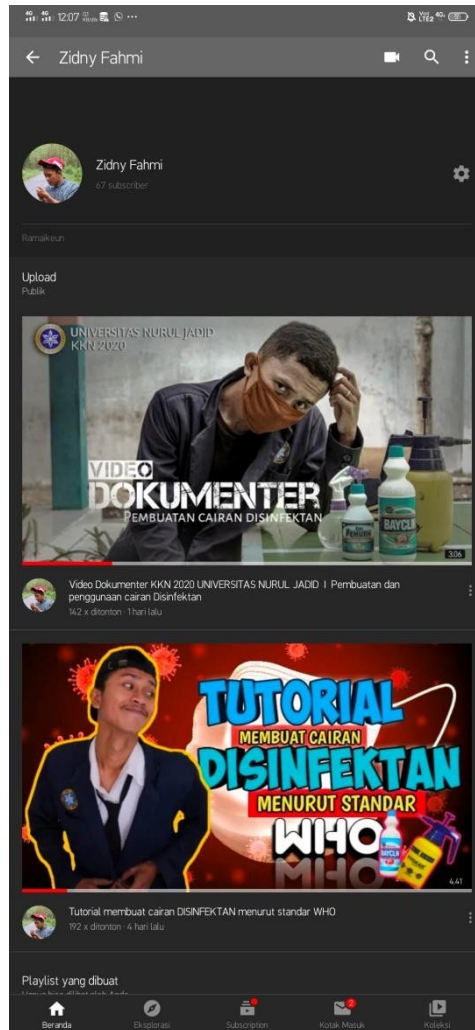 12:07
Zidny Fahmi
Zidny Fahmi
67 subscriber
Ramaikeun
Upload
Publik
UNIVERSITAS NURUL JADID
KKN 2020
VIDEO
DOKUMENTER
PEMBUATAN CAIRAN DISINFEKTAN
PEMUTIH
BAYCLIN
3.06
Video Dokumenter KKN 2020 UNIVERSITAS NURUL JADID I Pembuatan dan
penggunaan cairan Disinfektan
142 x ditonton · 1 hari lalu
TUTORIAL
MEMBUAT CAIRAN
DISINFEKTAN
MENURUT STANDAR
WHO
BAYCLIN
4.41
Tutorial membuat cairan DISINFEKTAN menurut standar WHO
192 x ditonton · 4 hari lalu
Playlist yang dibuat
Beranda
Eksplorasi
Subscription
2
Kotak Masuk
Koleksi